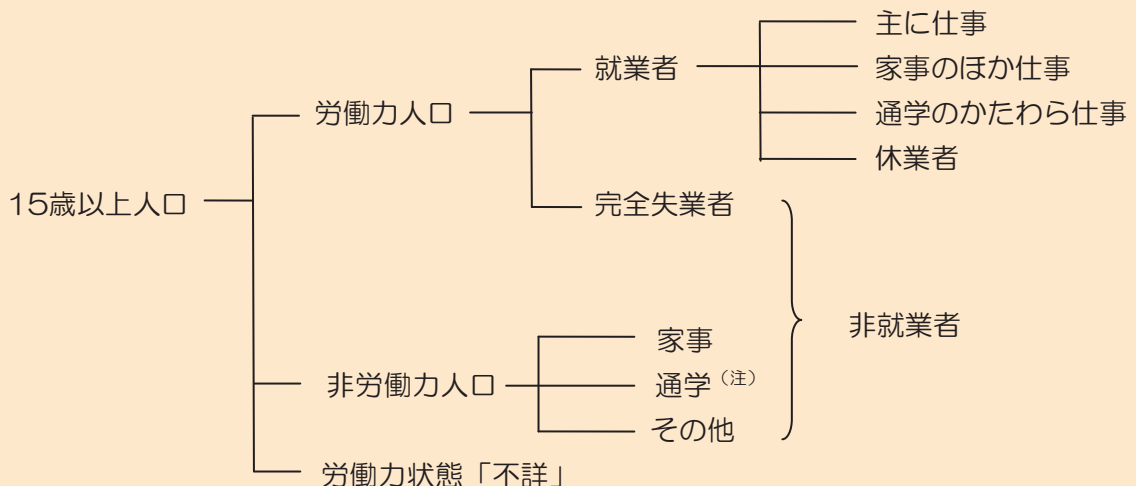 15歳以上人口
労働力人口
就業者
主に仕事
家事のほか仕事
通学のかたわら仕事
休業者
完全失業者
非労働力人口
家事
通学（注）
その他
非就業者
労働力状態「不詳」